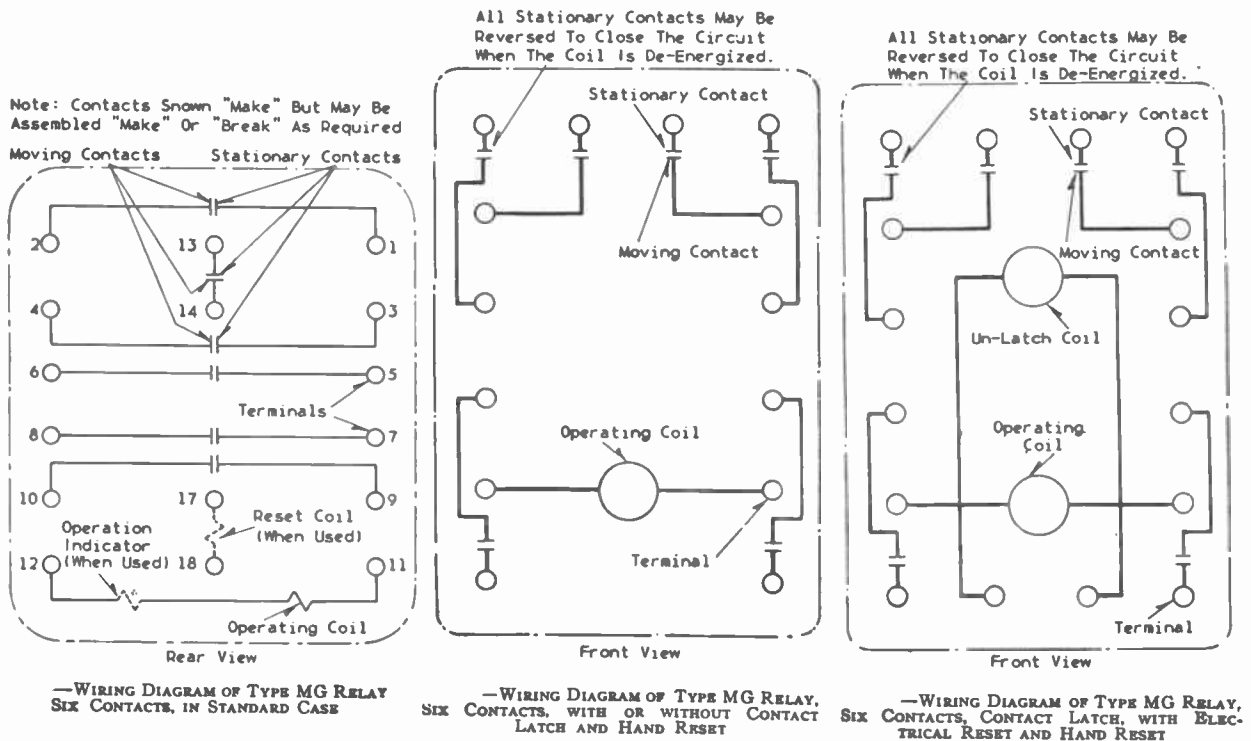 Note: Contacts Snown "Make" But May Be
Assembled "Make" Or "Break" As Required
Moving Contacts
Stationary Contacts
2
13
1
4
14
3
6
5
Terminals
8
7
10
17
9
Operation
Indicator
(When Used)
Reset Coil
(When Used)
12
18
11
Operating Coil
Rear View
—WIRING DIAGRAM OF TYPE MG RELAY
SIX CONTACTS, IN STANDARD CASE
All Stationary Contacts May Be
Reversed To Close The Circuit
When The Coil Is De-Energized.
Stationary Contact
Moving Contact
Operating Coil
Terminal
Front View
—WIRING DIAGRAM OF TYPE MG RELAY,
SIX CONTACTS, WITH OR WITHOUT CONTACT
LATCH AND HAND RESET
All Stationary Contacts May Be
Reversed To Close The Circuit
When The Coil Is De-Energized.
Stationary Contact
Moving Contact
Un-Latch Coil
Operating
Coil
Terminal
Front View
—WIRING DIAGRAM OF TYPE MG RELAY,
SIX CONTACTS, CONTACT LATCH, WITH ELEC-
TRICAL RESET AND HAND RESET